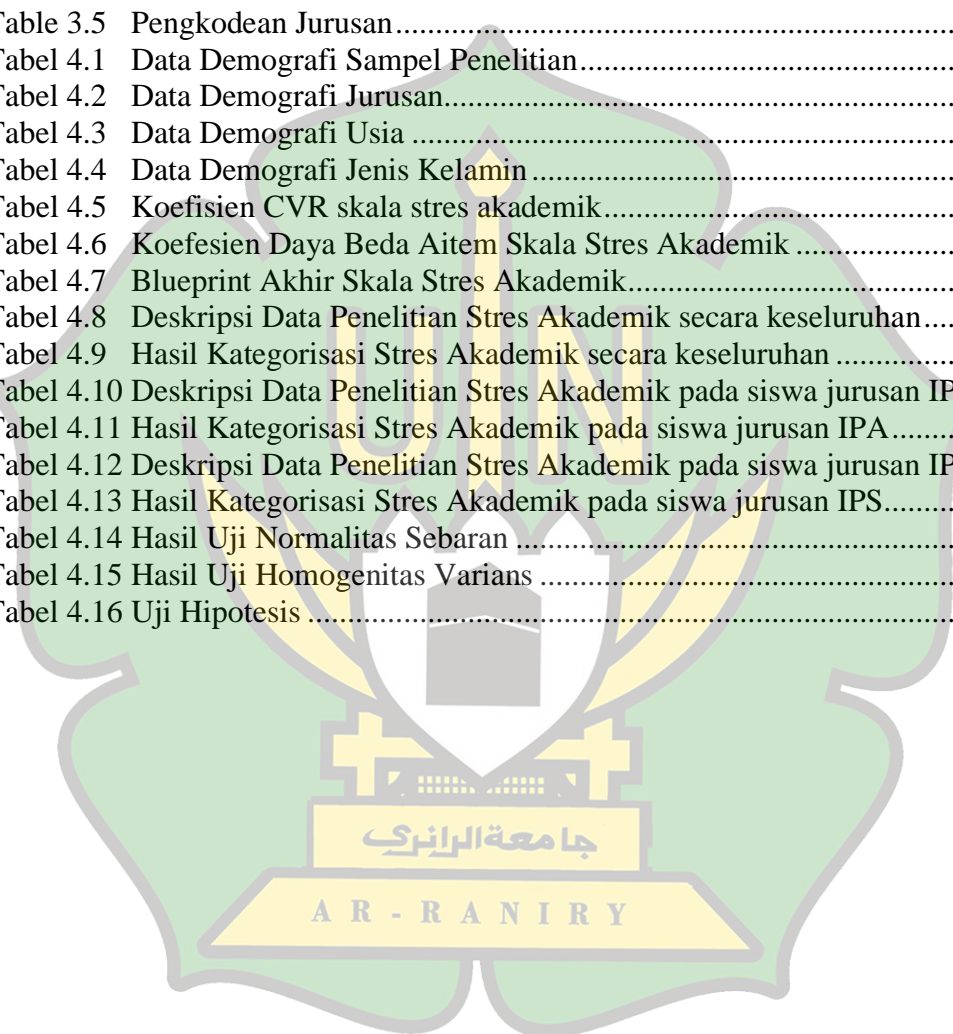 Table 3.5 Pengkodean Jurusan
Tabel 4.1 Data Demografi Sampel Penelitian
Tabel 4.2 Data Demografi Jurusan
Tabel 4.3 Data Demografi Usia
Tabel 4.4 Data Demografi Jenis Kelamin
Tabel 4.5 Koefisien CVR skala stres akademik
Tabel 4.6 Koefesien Daya Beda Aitem Skala Stres Akademik
Tabel 4.7 Blueprint Akhir Skala Stres Akademik
Tabel 4.8 Deskripsi Data Penelitian Stres Akademik secara keseluruhan
Tabel 4.9 Hasil Kategorisasi Stres Akademik secara keseluruhan
Tabel 4.10 Deskripsi Data Penelitian Stres Akademik pada siswa jurusan
Tabel 4.11 Hasil Kategorisasi Stres Akademik pada siswa jurusan IPA
Tabel 4.12 Deskripsi Data Penelitian Stres Akademik pada siswa jurusan
Tabel 4.13 Hasil Kategorisasi Stres Akademik pada siswa jurusan IPS
Tabel 4.14 Hasil Uji Normalitas Sebaran
Tabel 4.15 Hasil Uji Homogenitas Varians
Tabel 4.16 Uji Hipotesis
UIN
جامعة الرانري
AR-RANIRY